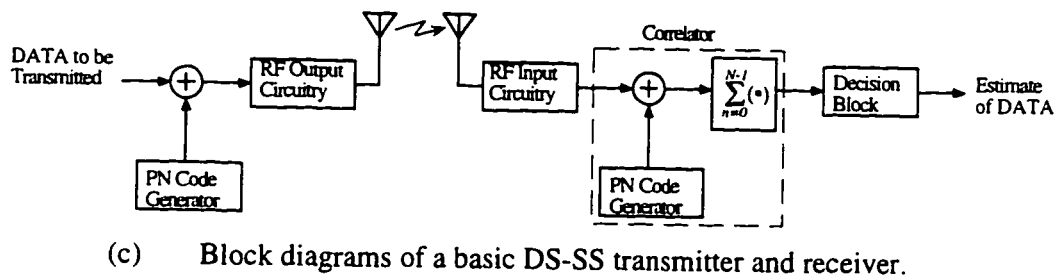 DATA to be
Transmitted
+
RF Output
Circuitry
PN Code
Generator
RF Input
Circuitry
Correlator
+
N-1
∑(•)
n=0
PN Code
Generator
Decision
Block
Estimate
of DATA
(c) Block diagrams of a basic DS-SS transmitter and receiver.